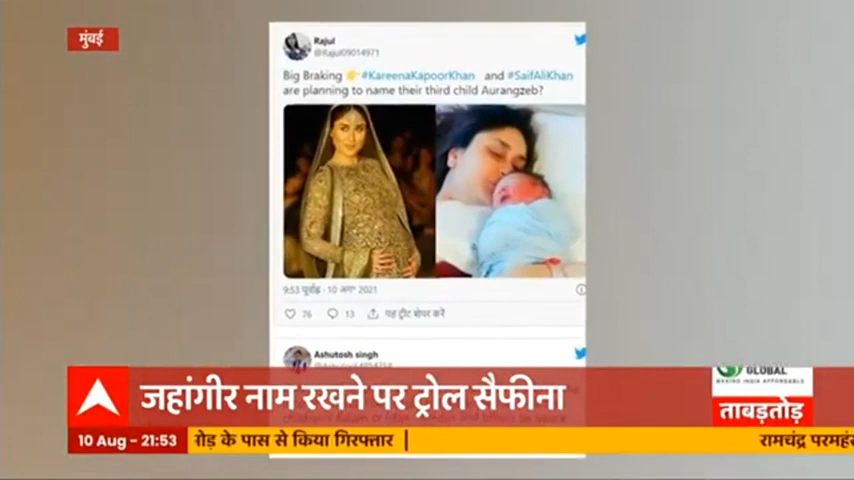 मुंबई
Rajul
@Rajul09014971
Big Braking 👉 #KareenaKapoorKhan and #SaifAliKhan
are planning to name their third child Aurangzeb?
9:53 पूर्वाह्न · 10 अग॰ 2021
76 13 यह ट्वीट शेयर करें
Ashutosh singh
GLOBAL
MAKING INDIA AFFORDABLE
जहांगीर नाम रखने पर ट्रोल सैफीना
ताबड़तोड़
10 Aug - 21:53 ग्रेड के पास से किया गिरफ्तार | रामचंद्र परमहं